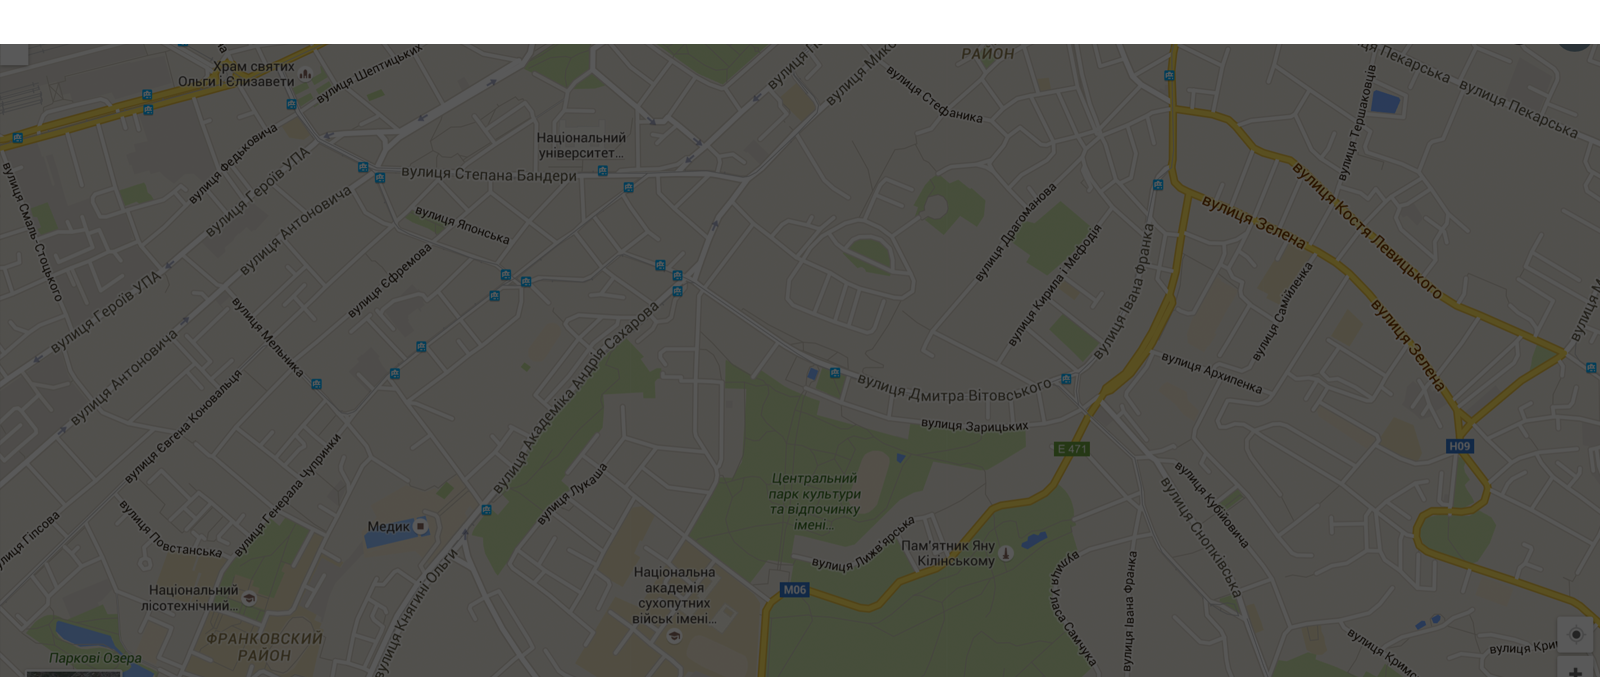 РАЙОН
Храм святих
Ольги і Єлизавети
вулиця Шептицьких
вулиця Стефаника
вулиця Пекарська
вулиця Пекарська
вулиця Тершаковців
вулиця Федьковича
Національний
університет...
вулиця Степана Бандери
вулиця Героїв УПА
вулиця Антоновича
вулиця Смаль-Стоцького
вулиця Японська
вулиця Єфремова
вулиця Драгоманова
вулиця Кирила і Мефодія
вулиця Івана Франка
вулиця Костя Левицького
вулиця Зелена
вулиця Самійленка
вулиця Героїв УПА
вулиця Мельника
вулиця Антоновича
вулиця Академіка Андрія Сахарова
вулиця Зелена
вулиця Архипенка
вулиця Дмитра Вітовського
вулиця Зарицьких
вулиця Євгена Коновальця
вулиця Генерала Чупринки
E 471
H09
вулиця Лукаша
Центральний
парк культури
та відпочинку
імені...
вулиця Кубійовича
вулиця Снопківська
вулиця Повстанська
Медик
вулиця Лижв'ярська
Пам'ятник Яну
Кілінському
вулиця Княгині Ольги
Національна
академія
сухопутних
військ імені...
M06
вулиця Уласа Самчука
вулиця Івана Франка
Національний
лісотехнічний...
ФРАНКОВСКИЙ
РАЙОН
Паркові Озера